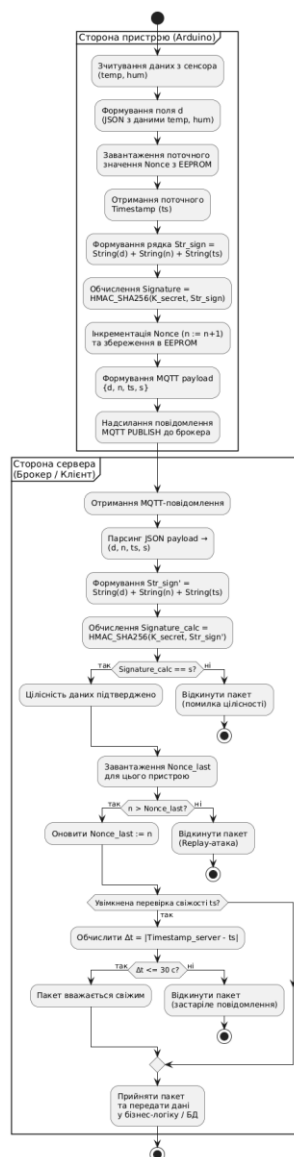 Сторона пристрою (Arduino)
Зчитування даних з сенсора
(temp, hum)
Формування поля d
(JSON з даними temp, hum)
Завантаження поточного
значення Nonce з EEPROM
Отримання поточного
Timestamp (ts)
Формування рядка Str_sign =
String(d) + String(n) + String(ts)
Обчислення Signature =
HMAC_SHA256(K_secret, Str_sign)
Інкрементація Nonce (n := n+1)
та збереження в EEPROM
Формування MQTT payload
{d, n, ts, s}
Надсилання повідомлення
MQTT PUBLISH до брокера
Сторона сервера
(Брокер / Клієнт)
Отримання MQTT-повідомлення
Парсинг JSON payload →
(d, n, ts, s)
Формування Str_sign' =
String(d) + String(n) + String(ts)
Обчислення Signature_calc =
HMAC_SHA256(K_secret, Str_sign')
так Signature_calc == s? ні
Цілісність даних підтверджено
Відкинути пакет
(помилка цілісності)
Завантаження Nonce_last
для цього пристрою
так n > Nonce_last? ні
Оновити Nonce_last := n
Відкинути пакет
(Replay-атака)
Увімкнена перевірка свіжості ts?
так
Обчислити Δt = |Timestamp_server - ts|
так Δt <= 30 с? ні
Пакет вважається свіжим
Відкинути пакет
(застаріле повідомлення)
Прийняти пакет
та передати дані
у бізнес-логіку / БД